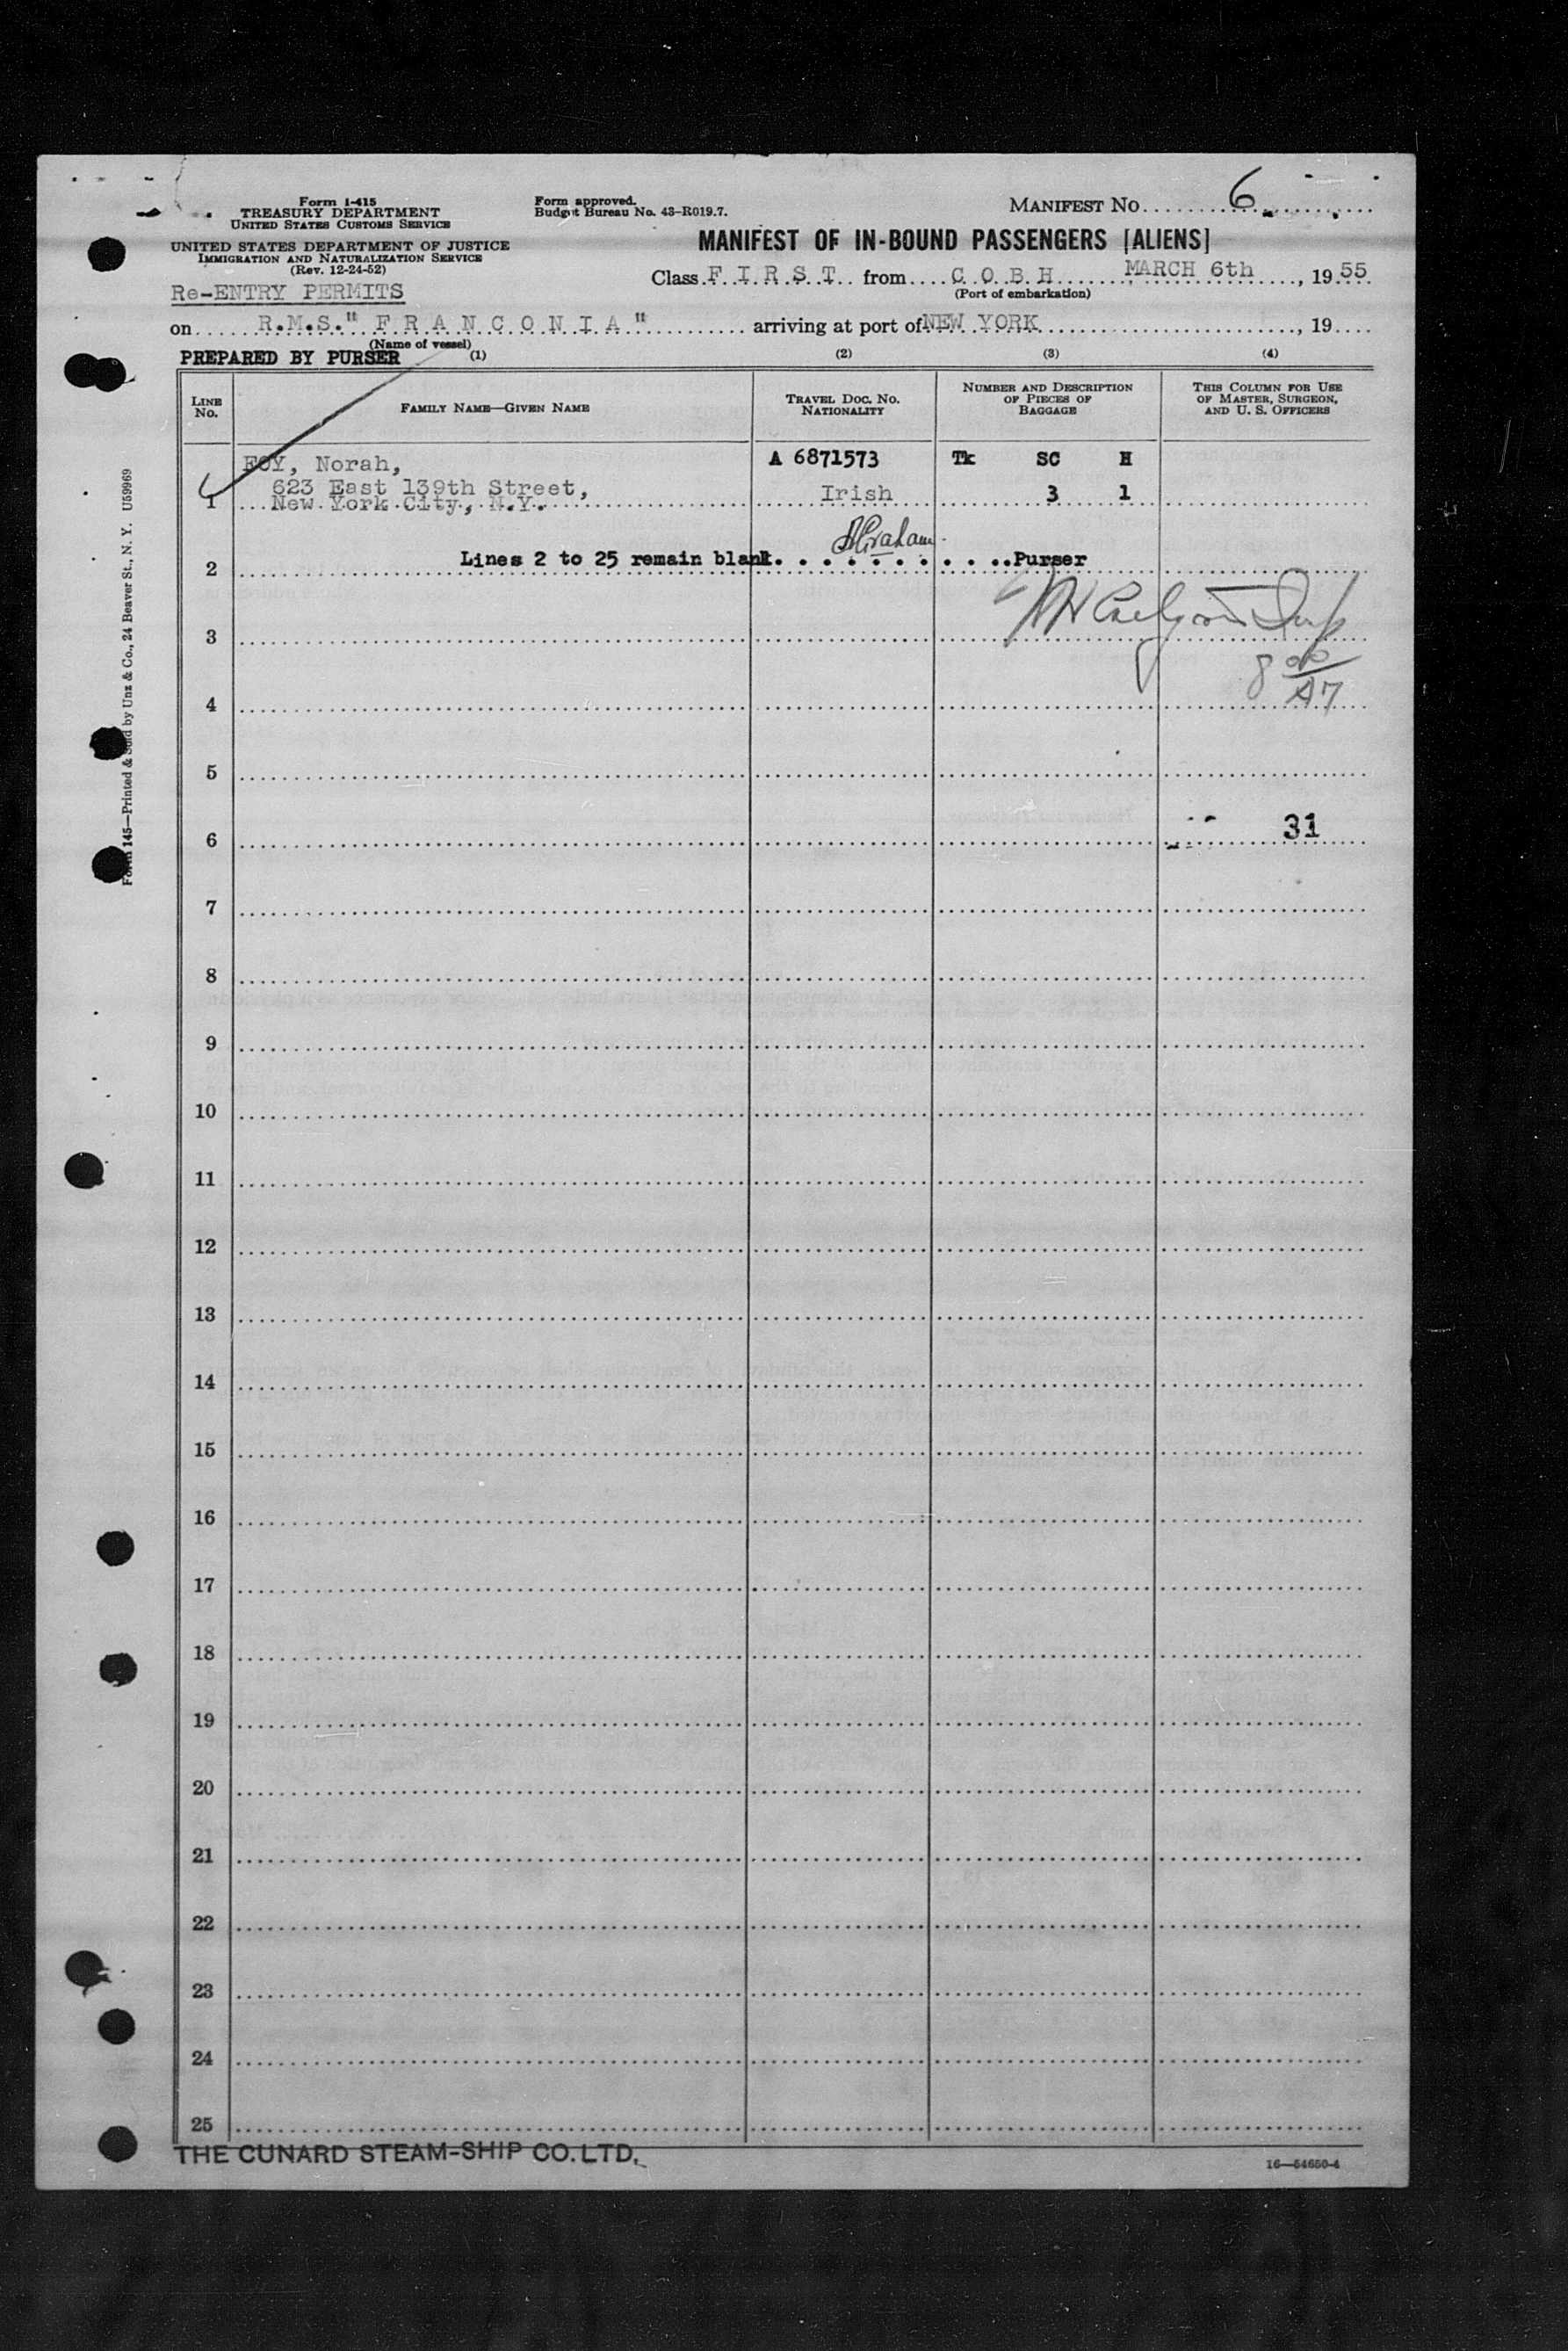 Form I-415
TREASURY DEPARTMENT
UNITED STATES CUSTOMS SERVICE
Form approved.
Budget Bureau No. 43-R019.7.
MANIFEST NO. 6
UNITED STATES DEPARTMENT OF JUSTICE
IMMIGRATION AND NATURALIZATION SERVICE
(Rev. 12-24-52)
MANIFEST OF IN-BOUND PASSENGERS [ALIENS]
Re-ENTRY PERMITS
Class F.I.R.S.T. from C.O.B.H. MARCH 6th, 1955
(Port of embarkation)
on R.M.S." F R A N C O N I A " arriving at port of NEW YORK, 19
(Name of vessel)
PREPARED BY PURSER (1) (2) (3) (4)
LINE No. FAMILY NAME—GIVEN NAME TRAVEL DOC. NO. NATIONALITY NUMBER AND DESCRIPTION OF PIECES OF BAGGAGE THIS COLUMN FOR USE OF MASTER, SURGEON, AND U. S. OFFICERS
FOY, Norah, A 6871573 Tk SC H
623 East 139th Street, Irish 3 1
1 New York City, N.Y.
Graham
2 Lines 2 to 25 remain blank. Purser
3
8 00/A7
4
5
6 31
7
8
9
10
11
12
13
14
15
16
17
18
19
20
21
22
23
24
25
THE CUNARD STEAM-SHIP CO. LTD.
16—54650-4
Form 145—Printed & Sold by Unz & Co., 24 Beaver St., N. Y. U59969